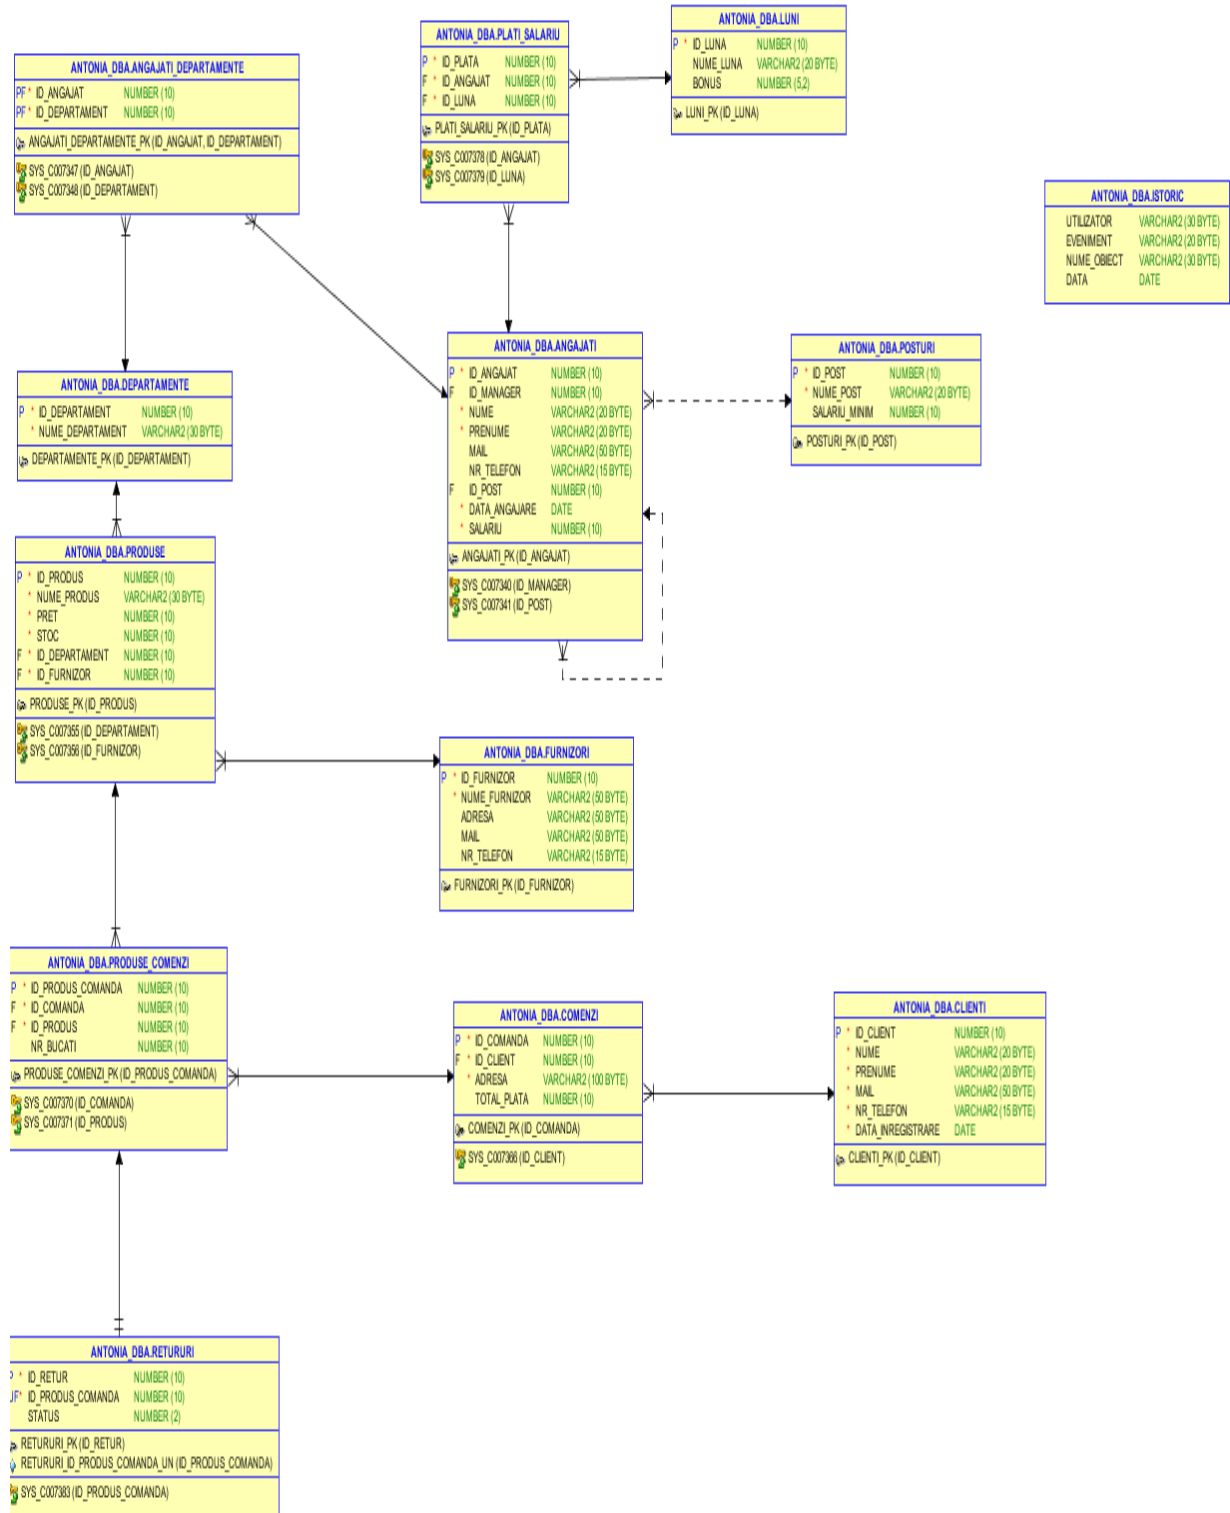 ANTONIA_DBA.ANGAJATI_DEPARTAMENTE
PF * ID_ANGAJAT NUMBER (10)
PF * ID_DEPARTAMENT NUMBER (10)
ANGAJATI_DEPARTAMENTE_PK (ID_ANGAJAT, ID_DEPARTAMENT)
SYS_C007347 (ID_ANGAJAT)
SYS_C007348 (ID_DEPARTAMENT)
ANTONIA_DBA.PLATI_SALARIU
P * ID_PLATA NUMBER (10)
F * ID_ANGAJAT NUMBER (10)
F * ID_LUNA NUMBER (10)
PLATI_SALARIU_PK (ID_PLATA)
SYS_C007378 (ID_ANGAJAT)
SYS_C007379 (ID_LUNA)
ANTONIA_DBA.LUNI
P * ID_LUNA NUMBER (10)
NUME_LUNA VARCHAR2 (20 BYTE)
BONUS NUMBER (5,2)
LUNI_PK (ID_LUNA)
ANTONIA_DBA.ISTORIC
UTILIZATOR VARCHAR2 (30 BYTE)
EVENIMENT VARCHAR2 (20 BYTE)
NUME_OBIECT VARCHAR2 (30 BYTE)
DATA DATE
ANTONIA_DBA.DEPARTAMENTE
P * ID_DEPARTAMENT NUMBER (10)
* NUME_DEPARTAMENT VARCHAR2 (30 BYTE)
DEPARTAMENTE_PK (ID_DEPARTAMENT)
ANTONIA_DBA.ANGAJATI
P * ID_ANGAJAT NUMBER (10)
F ID_MANAGER NUMBER (10)
* NUME VARCHAR2 (20 BYTE)
* PRENUME VARCHAR2 (20 BYTE)
MAIL VARCHAR2 (50 BYTE)
NR_TELEFON VARCHAR2 (15 BYTE)
F ID_POST NUMBER (10)
* DATA_ANGAJARE DATE
* SALARIU NUMBER (10)
ANGAJATI_PK (ID_ANGAJAT)
SYS_C007340 (ID_MANAGER)
SYS_C007341 (ID_POST)
ANTONIA_DBA.POSTURI
P * ID_POST NUMBER (10)
* NUME_POST VARCHAR2 (20 BYTE)
SALARIU_MINIM NUMBER (10)
POSTURI_PK (ID_POST)
ANTONIA_DBA.PRODUSE
P * ID_PRODUS NUMBER (10)
* NUME_PRODUS VARCHAR2 (30 BYTE)
* PRET NUMBER (10)
* STOC NUMBER (10)
F * ID_DEPARTAMENT NUMBER (10)
F * ID_FURNIZOR NUMBER (10)
PRODUSE_PK (ID_PRODUS)
SYS_C007355 (ID_DEPARTAMENT)
SYS_C007356 (ID_FURNIZOR)
ANTONIA_DBA.FURNIZORI
P * ID_FURNIZOR NUMBER (10)
* NUME_FURNIZOR VARCHAR2 (50 BYTE)
ADRESA VARCHAR2 (50 BYTE)
MAIL VARCHAR2 (50 BYTE)
NR_TELEFON VARCHAR2 (15 BYTE)
FURNIZORI_PK (ID_FURNIZOR)
ANTONIA_DBA.PRODUSE_COMENZI
P * ID_PRODUS_COMANDA NUMBER (10)
F * ID_COMANDA NUMBER (10)
F * ID_PRODUS NUMBER (10)
NR_BUCATI NUMBER (10)
PRODUSE_COMENZI_PK (ID_PRODUS_COMANDA)
SYS_C007370 (ID_COMANDA)
SYS_C007371 (ID_PRODUS)
ANTONIA_DBA.COMENZI
P * ID_COMANDA NUMBER (10)
F * ID_CLIENT NUMBER (10)
* ADRESA VARCHAR2 (100 BYTE)
TOTAL_PLATA NUMBER (10)
COMENZI_PK (ID_COMANDA)
SYS_C007366 (ID_CLIENT)
ANTONIA_DBA.CLIENTI
P * ID_CLIENT NUMBER (10)
* NUME VARCHAR2 (20 BYTE)
* PRENUME VARCHAR2 (20 BYTE)
* MAIL VARCHAR2 (50 BYTE)
* NR_TELEFON VARCHAR2 (15 BYTE)
* DATA_INREGISTRARE DATE
CLIENTI_PK (ID_CLIENT)
ANTONIA_DBA.RETURURI
P * ID_RETUR NUMBER (10)
UF* ID_PRODUS_COMANDA NUMBER (10)
STATUS NUMBER (2)
RETURURI_PK (ID_RETUR)
RETURURI_ID_PRODUS_COMANDA_UN (ID_PRODUS_COMANDA)
SYS_C007383 (ID_PRODUS_COMANDA)